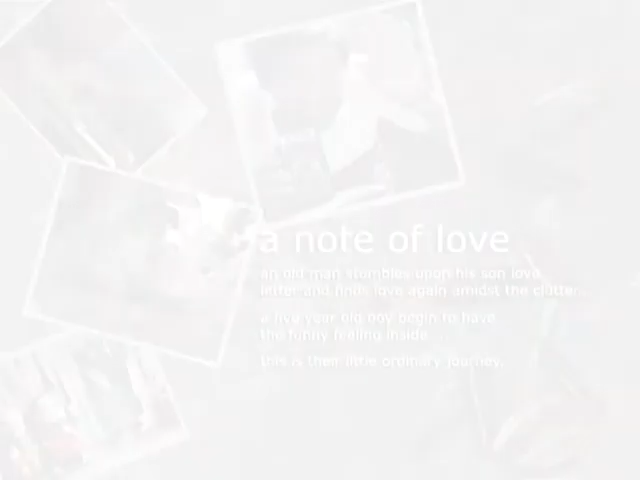 a note of love
an old man stumbles upon his son love
letter and finds love again amidst the clutter.
a five year old boy begin to have
the funny feeling inside ...
this is their little ordinary journey.